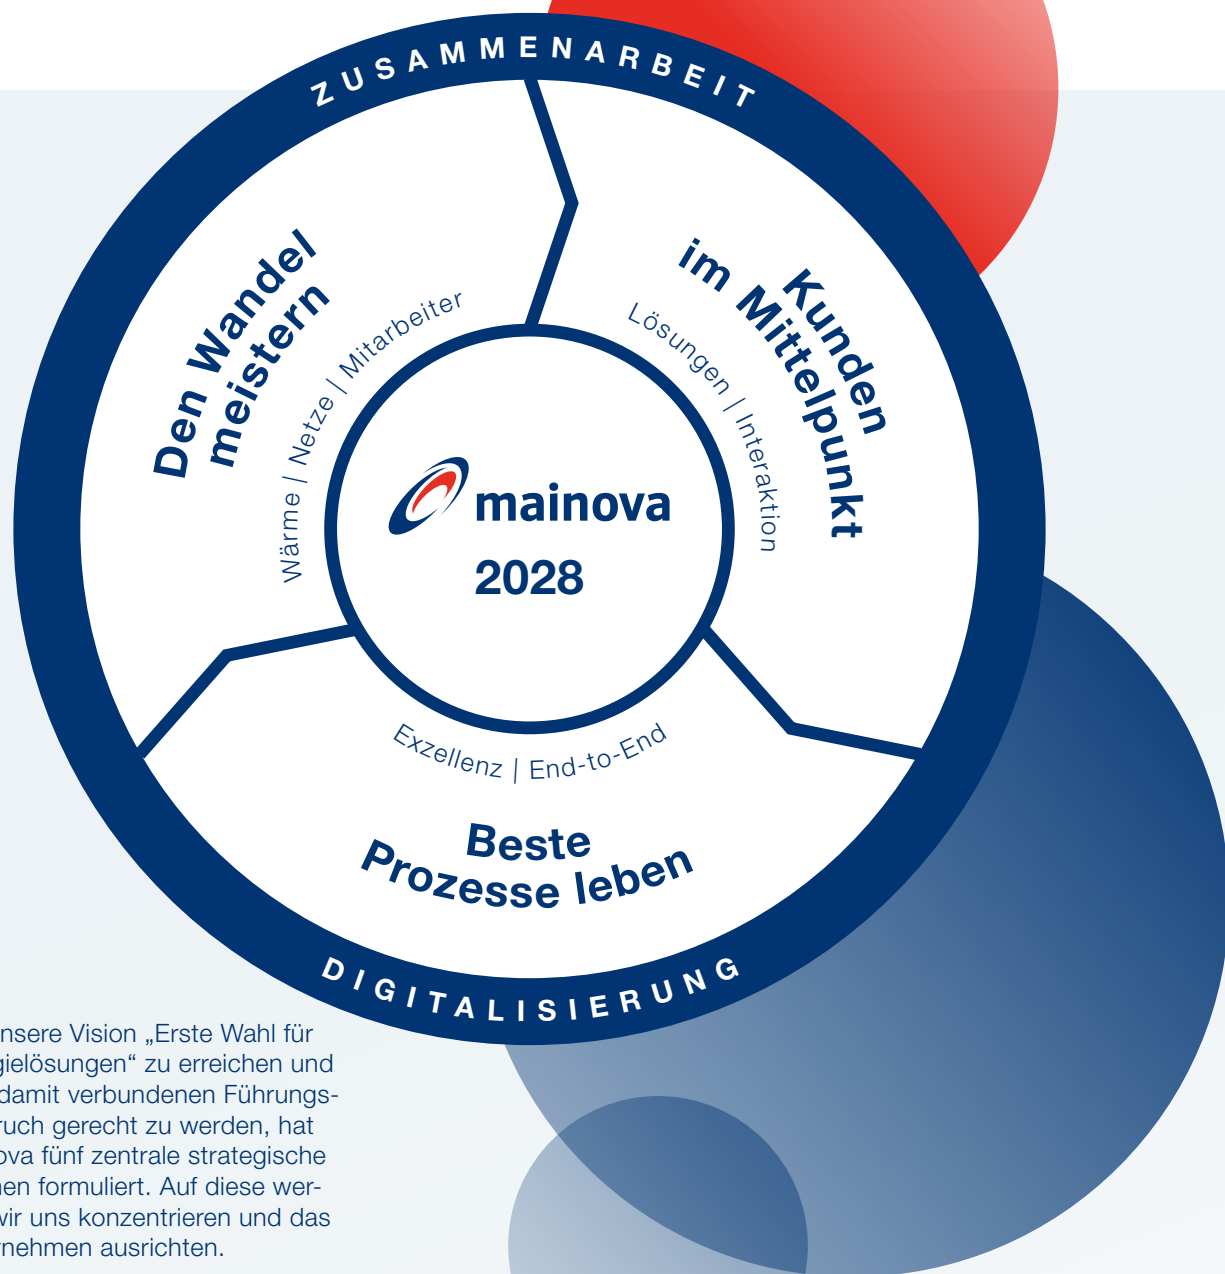 ZUSAMMENARBEIT
Den Wandel
meistern
Wärme | Netze | Mitarbeiter
Kunden
im Mittelpunkt
Lösungen | Interaktion
mainova
2028
Exzellenz | End-to-End
Beste
Prozesse leben
DIGITALISIERUNG
nsere Vision „Erste Wahl für
gielösungen“ zu erreichen und
damit verbundenen Führungs-
ruch gerecht zu werden, hat
ova fünf zentrale strategische
en formuliert. Auf diese wer-
wir uns konzentrieren und das
rnehmen ausrichten.